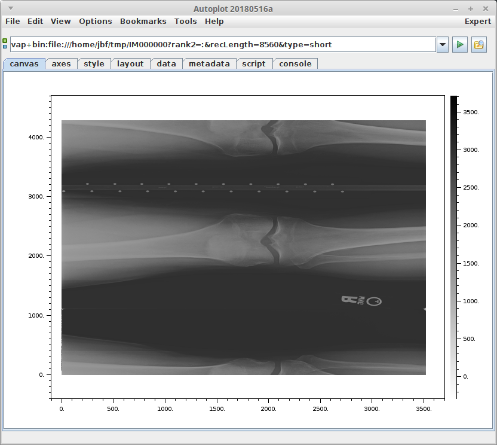 Autoplot 20180516a
File Edit View Options Bookmarks Tools Help Expert
vap+bin:file:///home/jbf/tmp/IM000000?rank2=:&recLength=8560&type=short
canvas axes style layout data metadata script console
4000.
3000.
2000.
1000.
0.
0. 500. 1000. 1500. 2000. 2500. 3000. 3500.
3500.
3000.
2500.
2000.
1500.
1000.
500.
0.